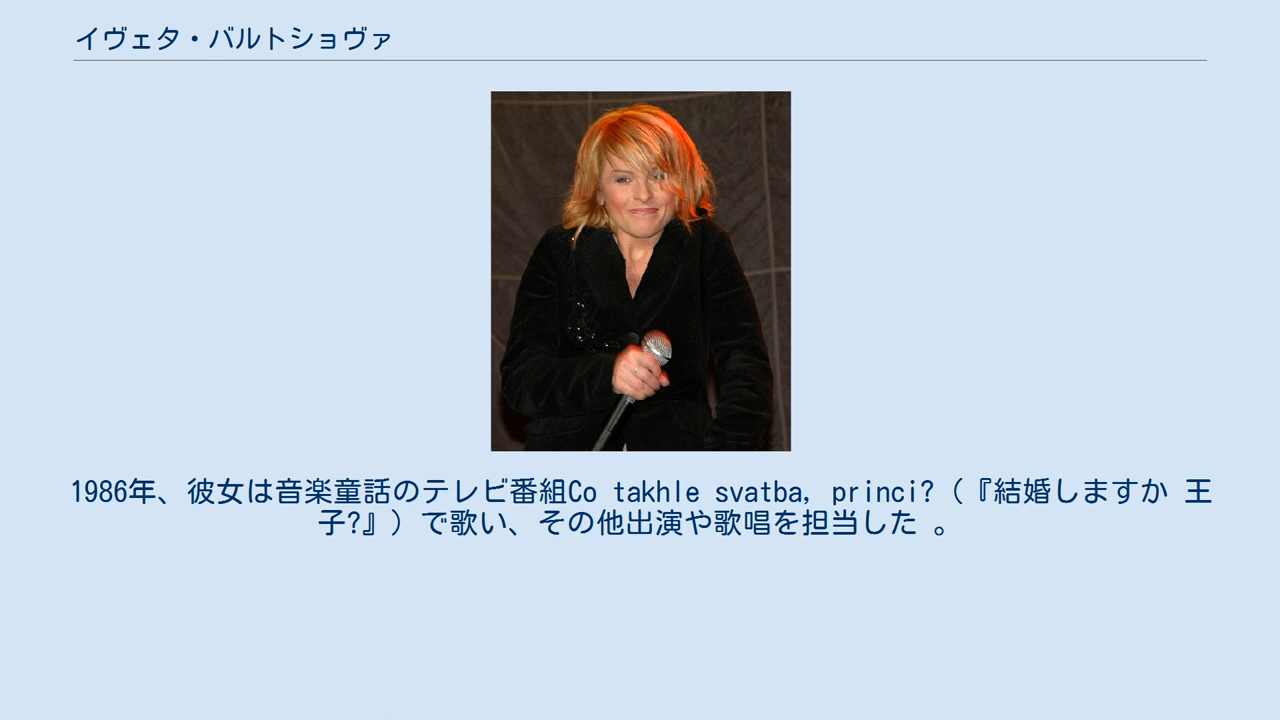 イヴェタ・バルトショヴァ
1986年、彼女は音楽童話のテレビ番組Co takhle svatba, princi?（『結婚しますか 王
子?』）で歌い、その他出演や歌唱を担当した 。